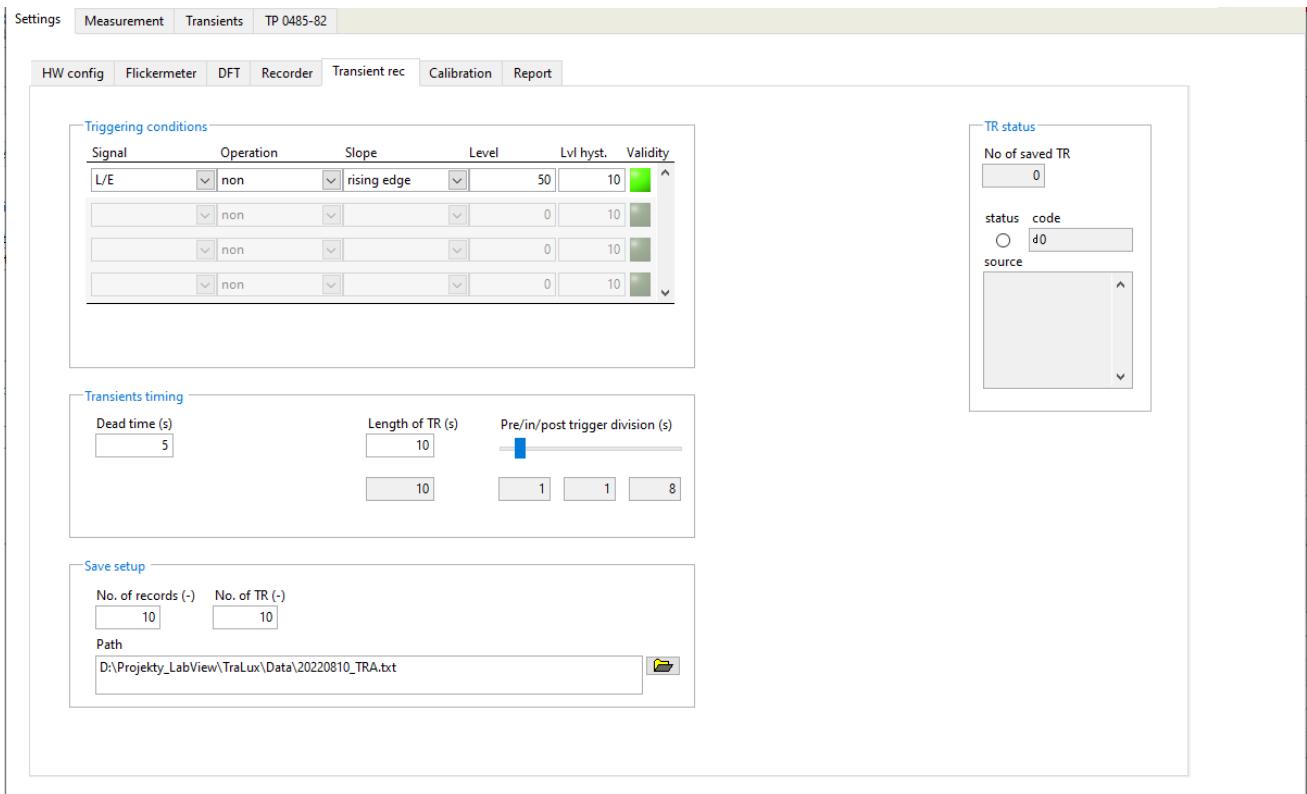 Settings Measurement Transients TP 0485-82
HW config Flickermeter DFT Recorder Transient rec Calibration Report
Triggering conditions
Signal Operation Slope Level Lvl hyst. Validity
L/E non rising edge 50 10
non 0 10
non 0 10
non 0 10
Transients timing
Dead time (s) Length of TR (s) Pre/in/post trigger division (s)
5 10
10 1 1 8
Save setup
No. of records (-) No. of TR (-)
10 10
Path
D:\Projekty_LabView\TraLux\Data\20220810_TRA.txt
TR status
No of saved TR
0
status code
d0
source